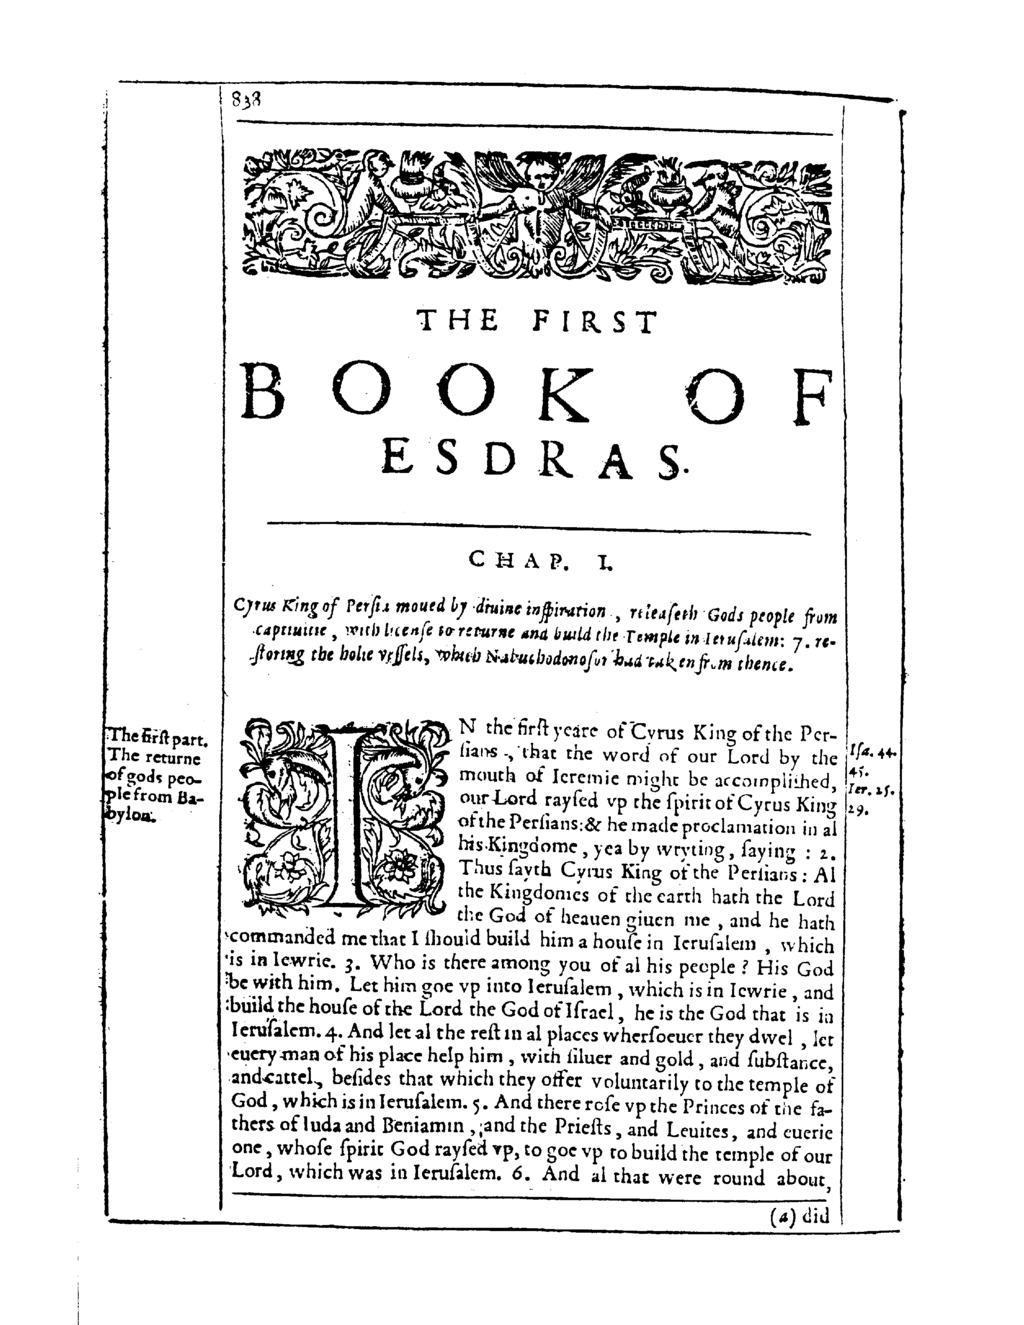 838
THE FIRST
BOOK OF
ESDRAS.
CHAP. I.
Cyrus King of Persia moued by diuine inspiration, releaseth Gods people from
captiuitie, with license to returne and build the Temple in Ierusalem: 7. re-
storing the holie vessels, which Nabuchodonosor had taken from thence.
The first part.
The returne
of gods peo-
ple from Ba-
bylon.
IN the first yeare of Cyrus King of the Per-
sians, that the word of our Lord by the
mouth of Ieremie might be accomplished,
our Lord raysed vp the spirit of Cyrus King
of the Persians: & he made proclamation in al
his Kingdome, yea by wryting, saying: 2.
Thus sayth Cyrus King of the Persians: Al
the Kingdomes of the earth hath the Lord
the God of heauen giuen me, and he hath
commanded me that I should build him a house in Ierusalem, which
is in Iewrie. 3. Who is there among you of al his people? His God
be with him. Let him goe vp into Ierusalem, which is in Iewrie, and
build the house of the Lord the God of Israel, he is the God that is in
Ierusalem. 4. And let al the rest in al places wherso euer they dwel, let
euery man of his place help him, with siluer and gold, and substance,
and cattel, besides that which they offer voluntarily to the temple of
God, which is in Ierusalem. 5. And there rose vp the Princes of the fa-
thers of Iuda and Beniamin, and the Priests, and Leuites, and euerie
one, whose spirit God raysed vp, to goe vp to build the temple of our
Lord, which was in Ierusalem. 6. And al that were round about,
(a) did
Isa. 44.
45.
Ier. 25.
29.